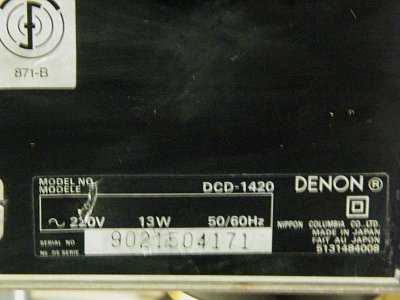 871-B
MODEL NO.
MODELE
DCD-1420
DENON ®
~ 220V 13W 50/60Hz
NIPPON COLUMBIA CO., LTD.
MADE IN JAPAN
FAIT AU JAPON
SERIAL NO
No. DE SERIE
9021504171
5131484008